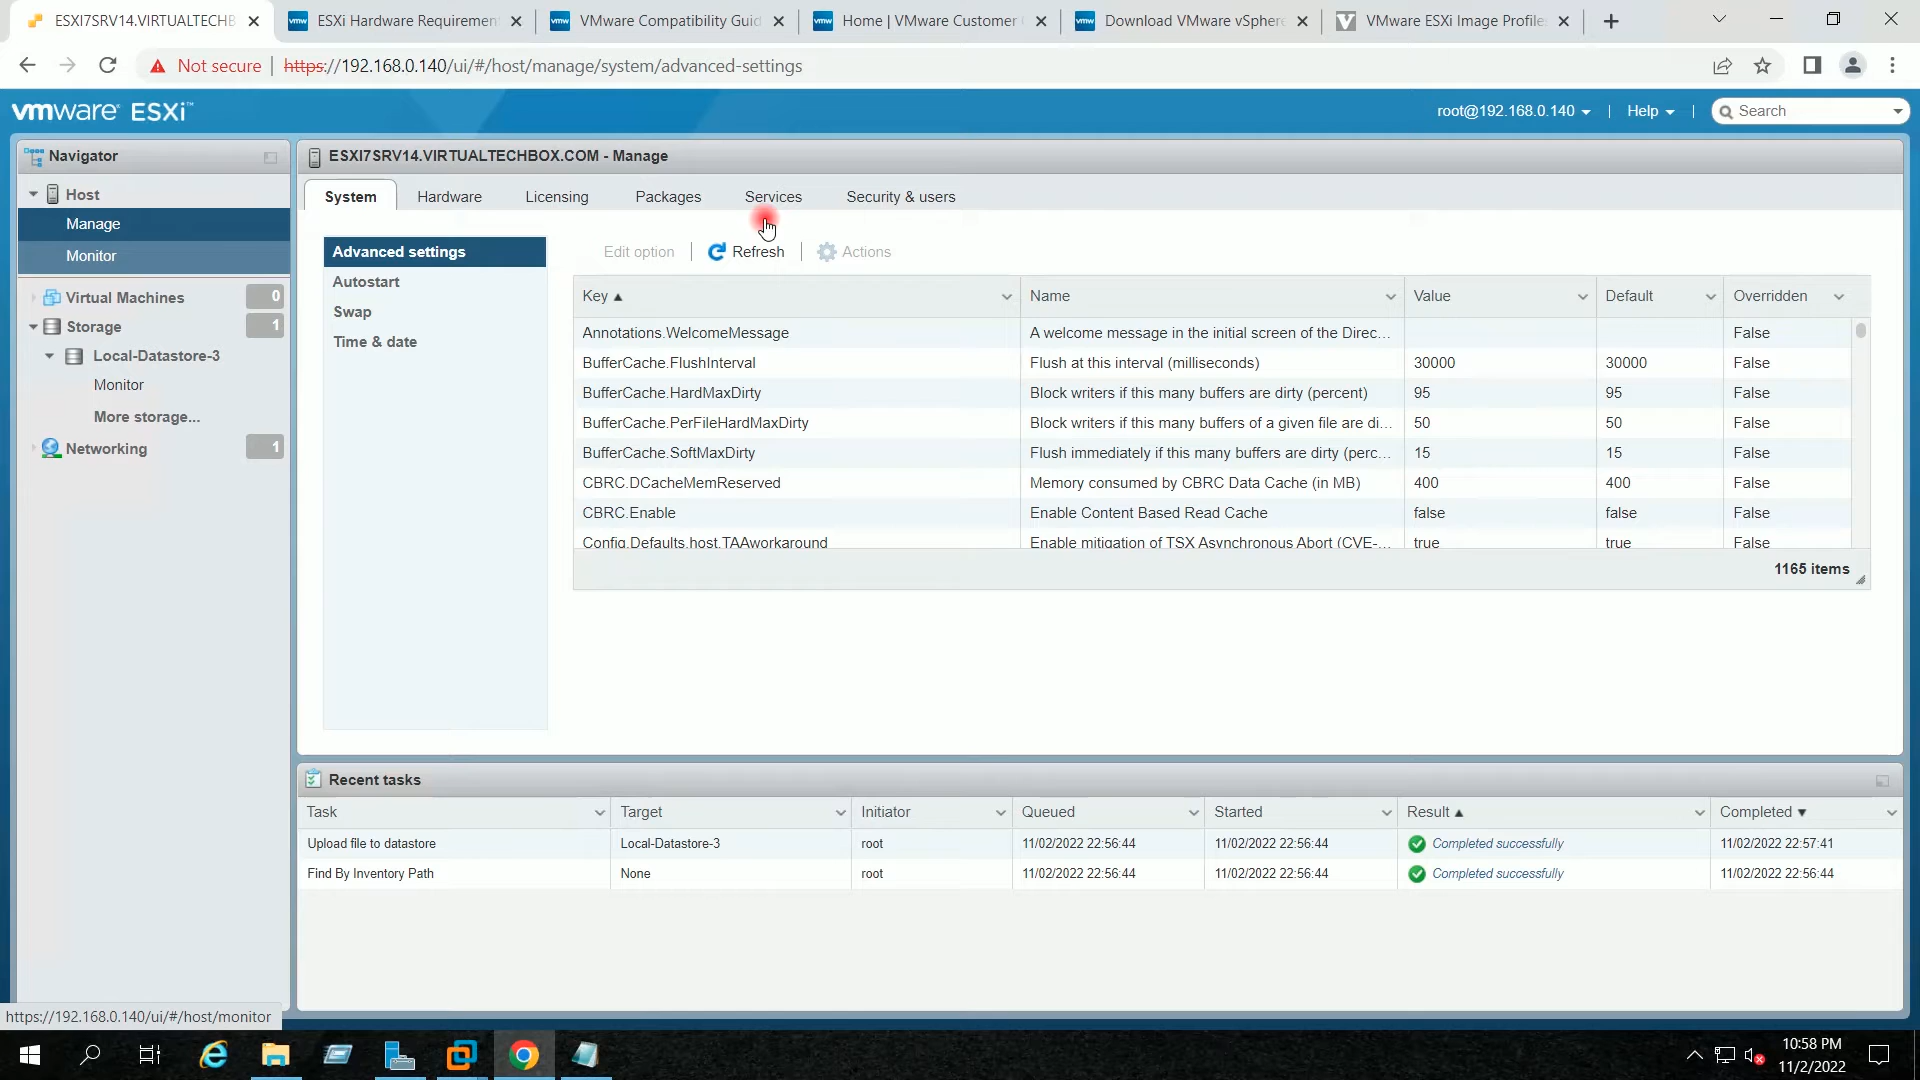 ESXI7SRV14.VIRTUALTECHB
ESXi Hardware Requiremen
VMware Compatibility Guid
Home | VMware Customer
Download VMware vSphere
VMware ESXi Image Profile
Not secure | https://192.168.0.140/ui/#/host/manage/system/advanced-settings
vmware ESXi™
root@192.168.0.140 | Help | Search
Navigator
Host
Manage
Monitor
Virtual Machines 0
Storage 1
Local-Datastore-3
Monitor
More storage...
Networking 1
ESXI7SRV14.VIRTUALTECHBOX.COM - Manage
System Hardware Licensing Packages Services Security & users
Advanced settings
Autostart
Swap
Time & date
Edit option | Refresh | Actions
Key ▲ Name Value Default Overridden
Annotations.WelcomeMessage A welcome message in the initial screen of the Direc... False
BufferCache.FlushInterval Flush at this interval (milliseconds) 30000 30000 False
BufferCache.HardMaxDirty Block writers if this many buffers are dirty (percent) 95 95 False
BufferCache.PerFileHardMaxDirty Block writers if this many buffers of a given file are di... 50 50 False
BufferCache.SoftMaxDirty Flush immediately if this many buffers are dirty (perc... 15 15 False
CBRC.DCacheMemReserved Memory consumed by CBRC Data Cache (in MB) 400 400 False
CBRC.Enable Enable Content Based Read Cache false false False
Config.Defaults.host.TAAworkaround Enable mitigation of TSX Asynchronous Abort (CVE-... true true False
1165 items
Recent tasks
Task Target Initiator Queued Started Result ▲ Completed ▼
Upload file to datastore Local-Datastore-3 root 11/02/2022 22:56:44 11/02/2022 22:56:44 Completed successfully 11/02/2022 22:57:41
Find By Inventory Path None root 11/02/2022 22:56:44 11/02/2022 22:56:44 Completed successfully 11/02/2022 22:56:44
https://192.168.0.140/ui/#/host/monitor
10:58 PM
11/2/2022